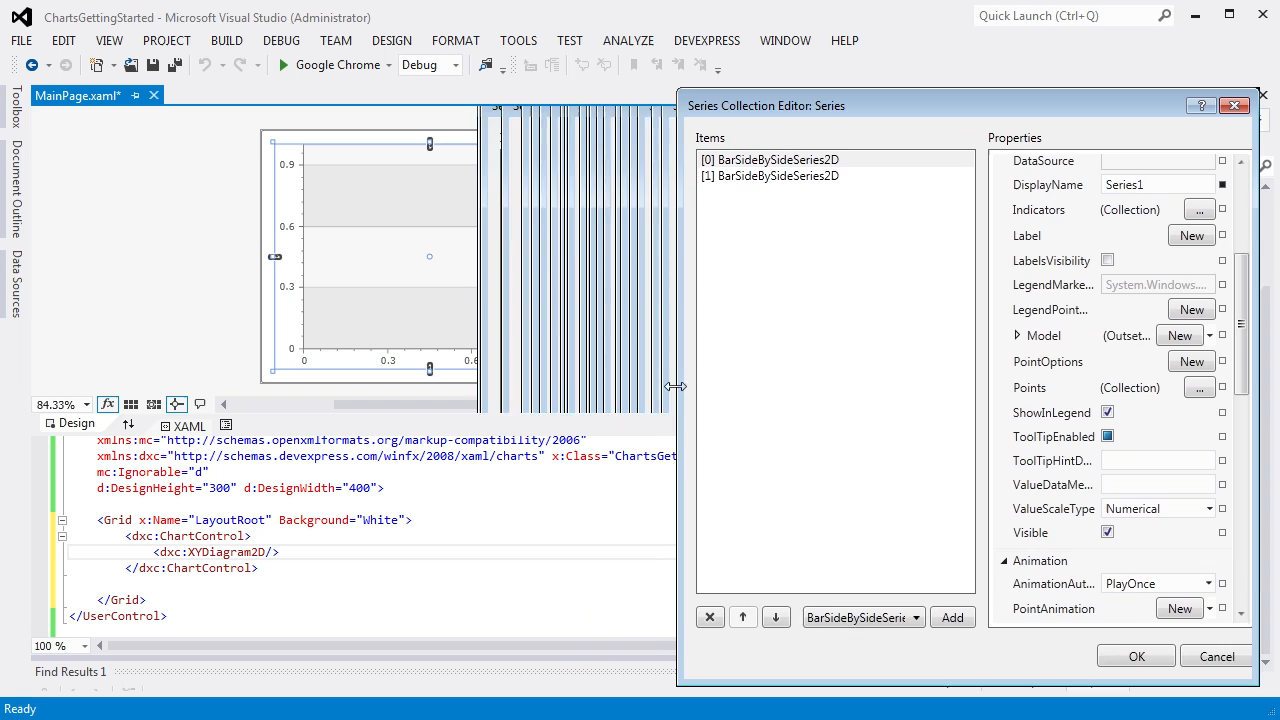 ChartsGettingStarted - Microsoft Visual Studio (Administrator)
Quick Launch (Ctrl+Q)
FILE EDIT VIEW PROJECT BUILD DEBUG TEAM DESIGN FORMAT TOOLS TEST ANALYZE DEVEXPRESS WINDOW HELP
Google Chrome Debug
Toolbox
Document Outline
Data Sources
MainPage.xaml*
0.9
0.6
0.3
0
0 0.3
84.33%
Design XAML
xmlns:mc="http://schemas.openxmlformats.org/markup-compatibility/2006"
xmlns:dxc="http://schemas.devexpress.com/winfx/2008/xaml/charts" x:Class="ChartsGet
mc:Ignorable="d"
d:DesignHeight="300" d:DesignWidth="400">
<Grid x:Name="LayoutRoot" Background="White">
<dxc:ChartControl>
<dxc:XYDiagram2D/>
</dxc:ChartControl>
</Grid>
</UserControl>
100 %
Find Results 1
Ready
Series Collection Editor: Series
?
Items
[0] BarSideBySideSeries2D
[1] BarSideBySideSeries2D
BarSideBySideSerie Add
Properties
DataSource
DisplayName Series1
Indicators (Collection) ...
Label New
LabelsVisibility
LegendMarke... System.Windows....
LegendPoint... New
Model (Outset... New
PointOptions New
Points (Collection) ...
ShowInLegend
ToolTipEnabled
ToolTipHintD...
ValueDataMe...
ValueScaleType Numerical
Visible
Animation
AnimationAut... PlayOnce
PointAnimation New
OK Cancel